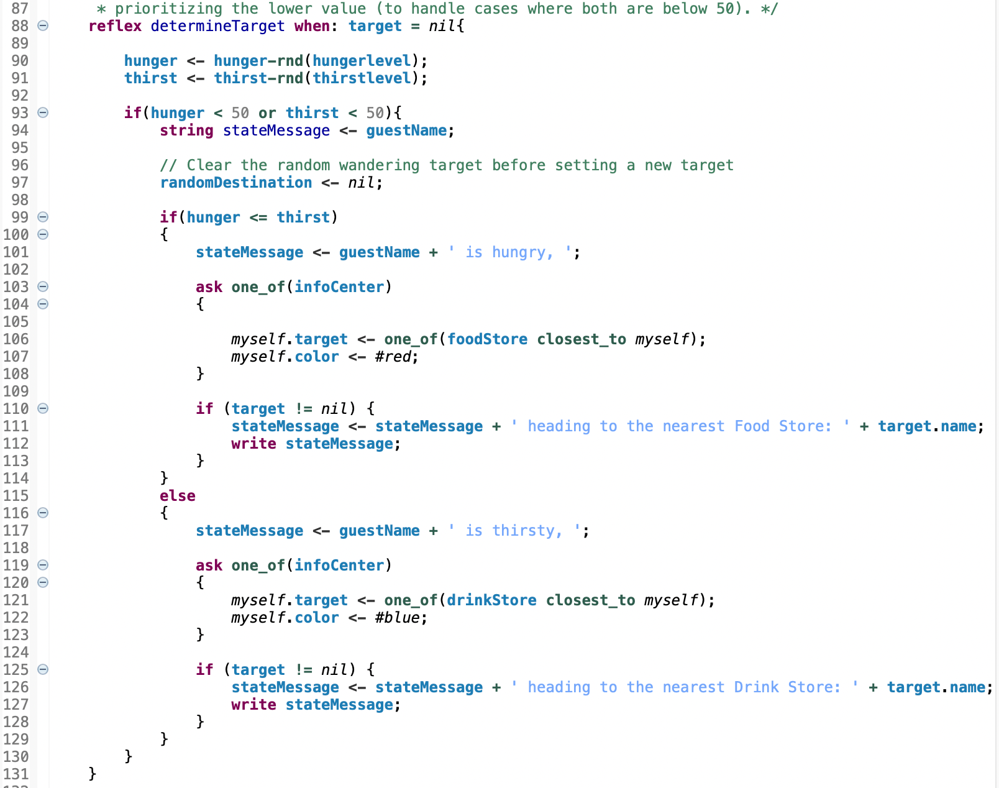 87 * prioritizing the lower value (to handle cases where both are below 50). */
88 reflex determineTarget when: target = nil{
89
90 hunger <- hunger-rnd(hungerlevel);
91 thirst <- thirst-rnd(thirstlevel);
92
93 if(hunger < 50 or thirst < 50){
94 string stateMessage <- guestName;
95
96 // Clear the random wandering target before setting a new target
97 randomDestination <- nil;
98
99 if(hunger <= thirst)
100 {
101 stateMessage <- guestName + ' is hungry, ';
102
103 ask one_of(infoCenter)
104 {
105
106 myself.target <- one_of(foodStore closest_to myself);
107 myself.color <- #red;
108 }
109
110 if (target != nil) {
111 stateMessage <- stateMessage + ' heading to the nearest Food Store: ' + target.name;
112 write stateMessage;
113 }
114 }
115 else
116 {
117 stateMessage <- guestName + ' is thirsty, ';
118
119 ask one_of(infoCenter)
120 {
121 myself.target <- one_of(drinkStore closest_to myself);
122 myself.color <- #blue;
123 }
124
125 if (target != nil) {
126 stateMessage <- stateMessage + ' heading to the nearest Drink Store: ' + target.name;
127 write stateMessage;
128 }
129 }
130 }
131 }